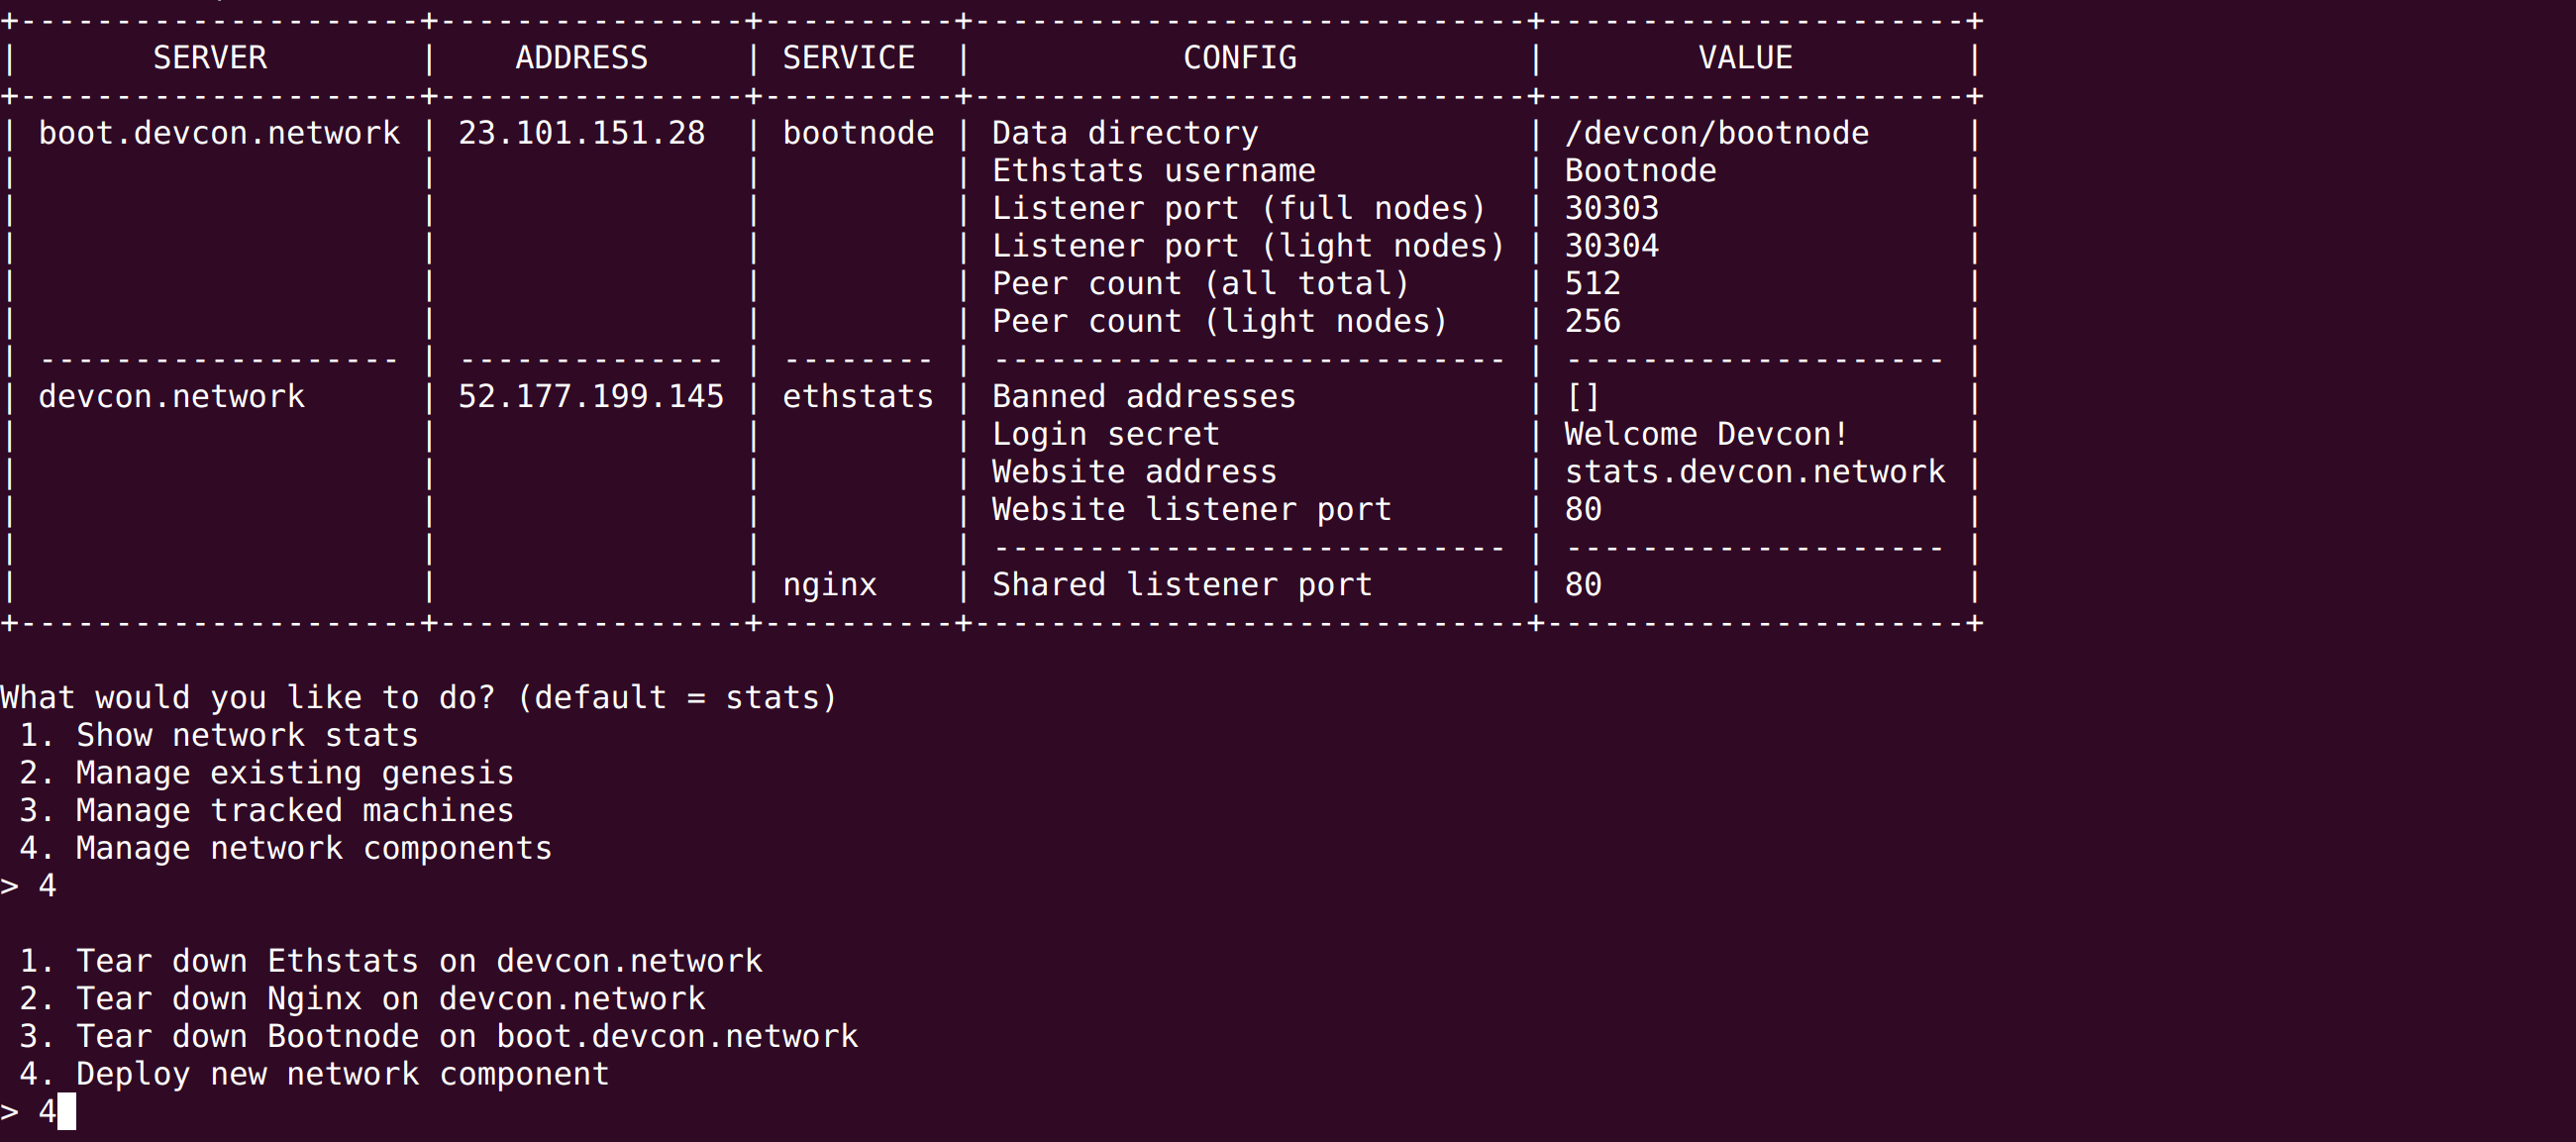 +---------------------+----------------+----------+-----------------------------+----------------------+
|       SERVER        |    ADDRESS     | SERVICE  |           CONFIG            |        VALUE         |
+---------------------+----------------+----------+-----------------------------+----------------------+
| boot.devcon.network | 23.101.151.28  | bootnode | Data directory              | /devcon/bootnode     |
|                     |                |          | Ethstats username           | Bootnode             |
|                     |                |          | Listener port (full nodes)  | 30303                |
|                     |                |          | Listener port (light nodes) | 30304                |
|                     |                |          | Peer count (all total)      | 512                  |
|                     |                |          | Peer count (light nodes)    | 256                  |
| ------------------- | -------------- | -------- | --------------------------- | -------------------- |
| devcon.network      | 52.177.199.145 | ethstats | Banned addresses            | []                   |
|                     |                |          | Login secret                | Welcome Devcon!      |
|                     |                |          | Website address             | stats.devcon.network |
|                     |                |          | Website listener port       | 80                   |
|                     |                |          | --------------------------- | -------------------- |
|                     |                | nginx    | Shared listener port        | 80                   |
+---------------------+----------------+----------+-----------------------------+----------------------+
What would you like to do? (default = stats)
 1. Show network stats
 2. Manage existing genesis
 3. Manage tracked machines
 4. Manage network components
> 4
 1. Tear down Ethstats on devcon.network
 2. Tear down Nginx on devcon.network
 3. Tear down Bootnode on boot.devcon.network
 4. Deploy new network component
> 4